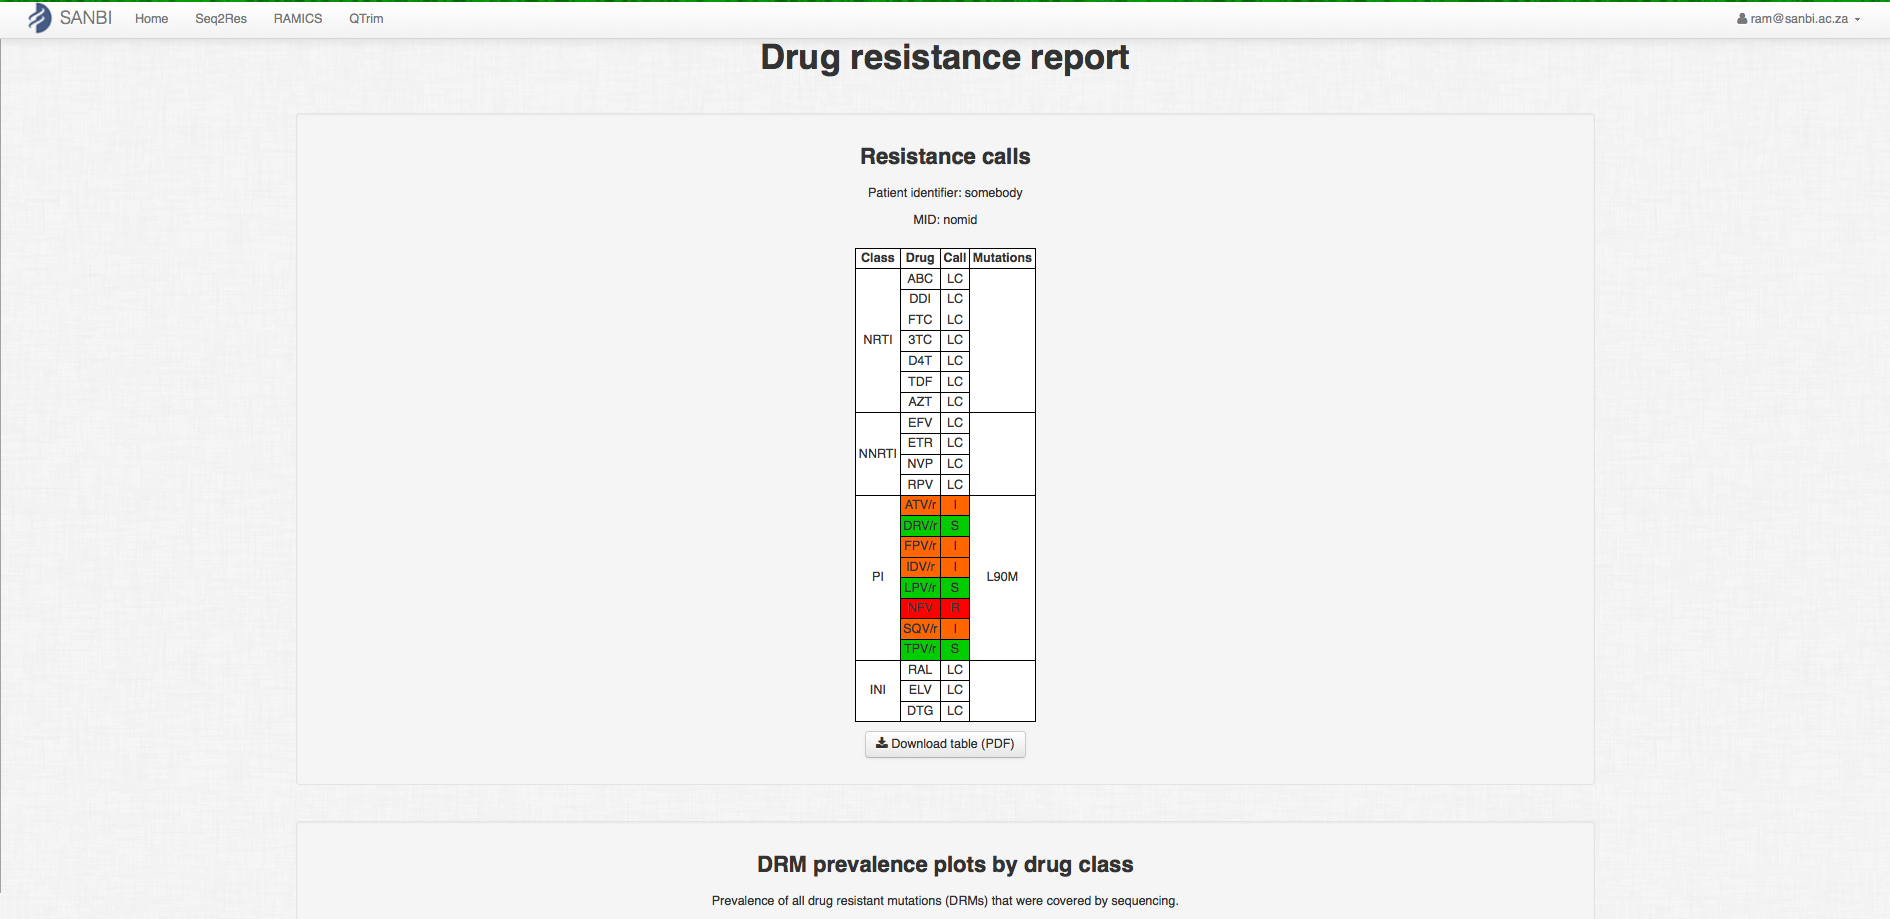 SANBI Home Seq2Res RAMICS QTrim ram@sanbi.ac.za
Drug resistance report
Resistance calls
Patient identifier: somebody
MID: nomid
Class Drug Call Mutations
NRTI
ABC LC
DDI LC
FTC LC
3TC LC
D4T LC
TDF LC
AZT LC
NNRTI
EFV LC
ETR LC
NVP LC
RPV LC
PI
ATV/r I
DRV/r S
FPV/r I
IDV/r I
LPV/r S
NFV R
SQV/r I
TPV/r S
L90M
INI
RAL LC
ELV LC
DTG LC
Download table (PDF)
DRM prevalence plots by drug class
Prevalence of all drug resistant mutations (DRMs) that were covered by sequencing.